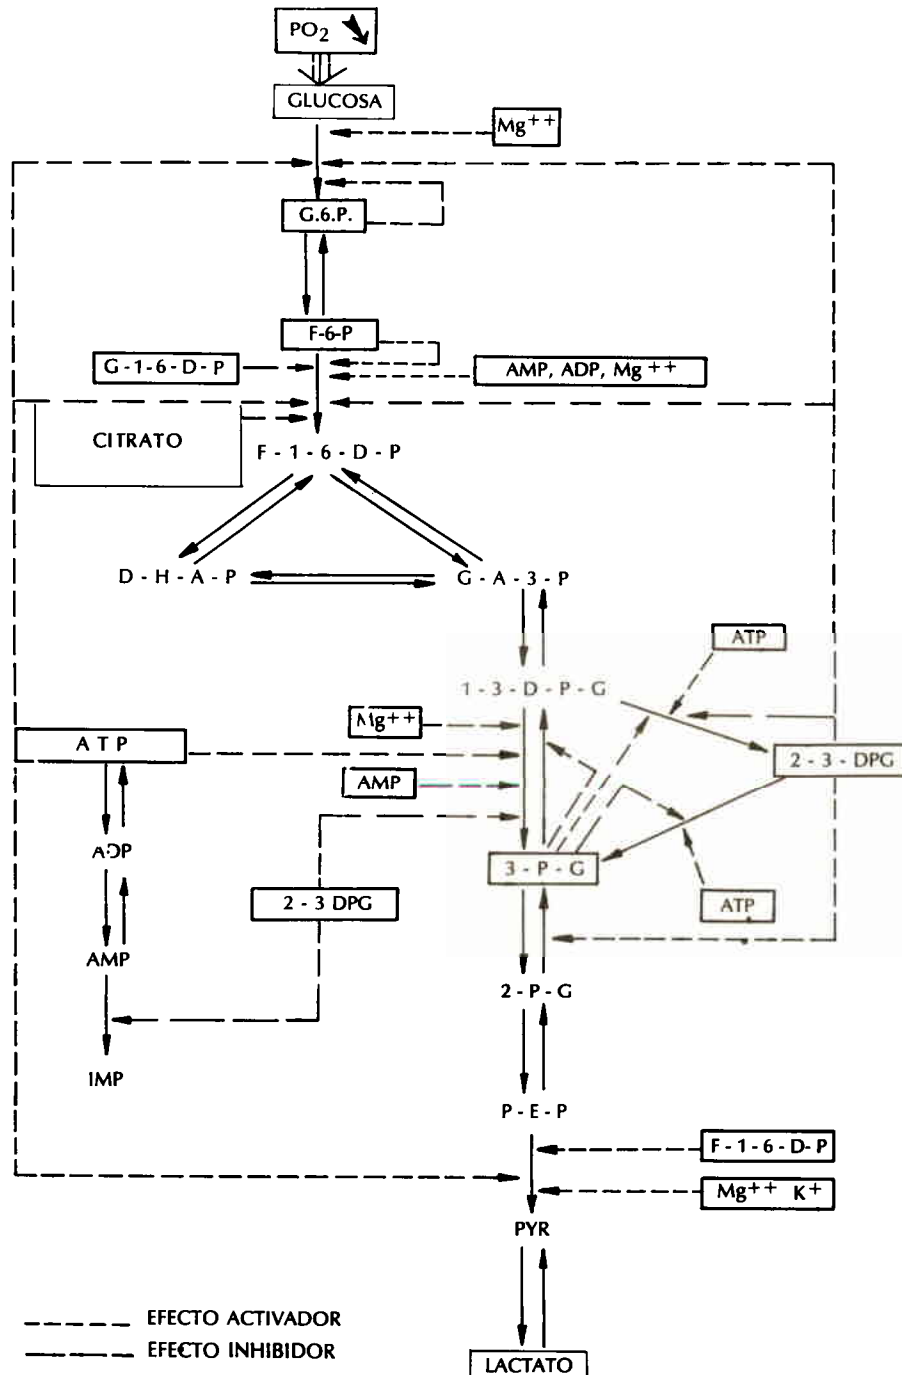 PO2
GLUCOSA
Mg++
G.6.P.
F-6-P
G-1-6-D-P
AMP, ADP, Mg++
CITRATO
F - 1 - 6 - D - P
D - H - A - P
G - A - 3 - P
ATP
1 - 3 - D - P - G
Mg++
A T P
2 - 3 - DPG
AMP
ADP
3 - P - G
2 - 3 DPG
ATP
AMP
2 - P - G
IMP
P - E - P
F - 1 - 6 - D - P
Mg++ K+
PYR
EFECTO ACTIVADOR
EFECTO INHIBIDOR
LACTATO